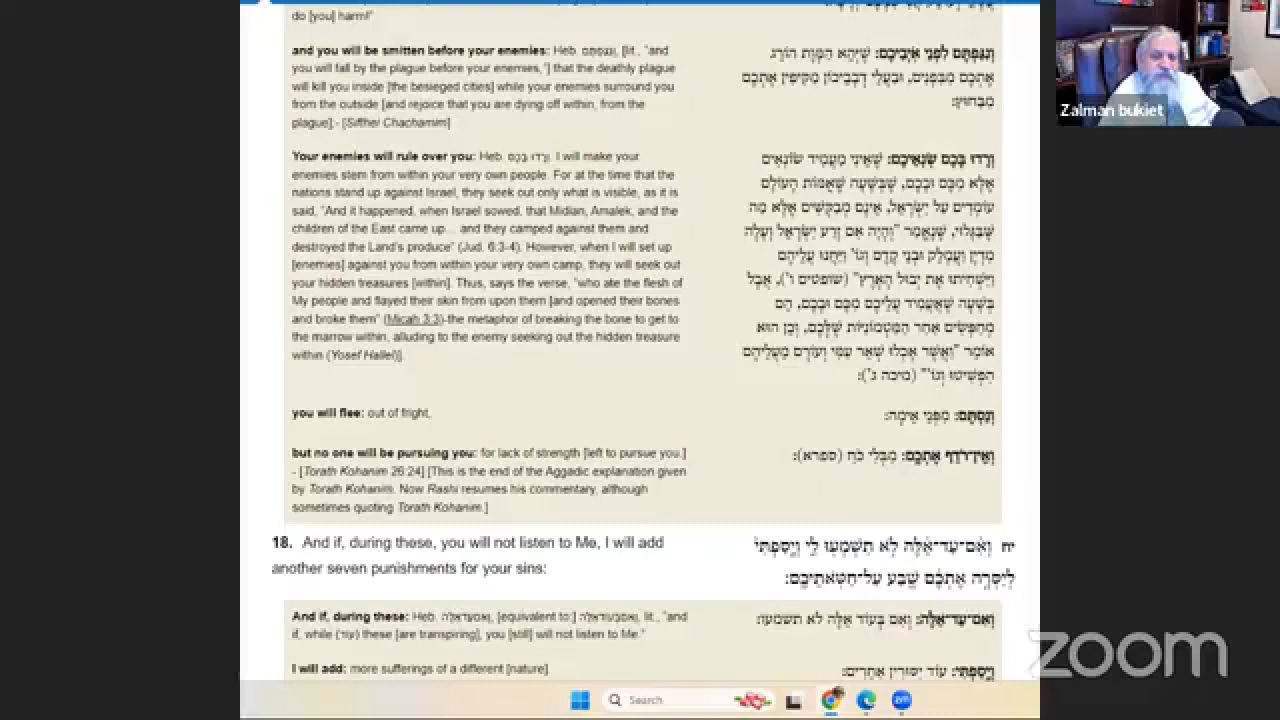 do [you] harm!"
and you will be smitten before your enemies: Heb. וְנִגַּפְתֶּם, [lit., "and
you will fall by the plague before your enemies,"] that the deathly plague
will kill you inside [the besieged cities] while your enemies surround you
from the outside [and rejoice that you are dying off within, from the
plague].- [Sifthei Chachamim]
וְנִגַּפְתֶּם לִפְנֵי אֹיְבֵיכֶם: שֶׁיְּהֵא הַמָּוֶת הוֹרֵג
אֶתְכֶם מִבִּפְנִים, וּבַעֲלֵי דְבָבֵיכוֹן מַקִּיפִין אֶתְכֶם
מִבַּחוּץ:
Your enemies will rule over you: Heb. וְרָדוּ בָכֶם. I will make your
enemies stem from within your very own people. For at the time that the
nations stand up against Israel, they seek out only what is visible, as it is
said, "And it happened, when Israel sowed, that Midian, Amalek, and the
children of the East came up… and they camped against them and
destroyed the Land's produce" (Jud. 6:3-4). However, when I will set up
[enemies] against you from within your very own camp, they will seek out
your hidden treasures [within]. Thus, says the verse, "who ate the flesh of
My people and flayed their skin from upon them [and opened their bones
and broke them" (Micah 3:3)-the metaphor of breaking the bone to get to
the marrow within, alluding to the enemy seeking out the hidden treasure
within (Yosef Hallel)].
וְרָדוּ בָכֶם שֹׂנְאֵיכֶם: שֶׁאֵינִי מַעֲמִיד שׂוֹנְאִים
אֶלָּא מִכֶּם וּבָכֶם, שֶׁבְּשָׁעָה שֶׁאֻמּוֹת הָעוֹלָם
עוֹמְדִים עַל יִשְׂרָאֵל, אֵינָם מְבַקְשִׁים אֶלָּא מַה
שֶּׁבַּגָּלוּי, שֶׁנֶּאֱמַר "וְהָיָה אִם זָרַע יִשְׂרָאֵל וְעָלָה
מִדְיָן וַעֲמָלֵק וּבְנֵי קֶדֶם וְגוֹ' וַיַּחֲנוּ עֲלֵיהֶם
וַיַּשְׁחִיתוּ אֶת יְבוּל הָאָרֶץ" (שופטים ו'), אֲבָל
בְּשָׁעָה שֶׁאַעֲמִיד עֲלֵיכֶם מִכֶּם וּבָכֶם, הֵם
מְחַפְּשִׂים אַחַר הַמַּטְמוֹנִיּוֹת שֶׁלָּכֶם, וְכֵן הוּא
אוֹמֵר "וַאֲשֶׁר אָכְלוּ שְׁאֵר עַמִּי וְעוֹרָם מֵעֲלֵיהֶם
הִפְשִׁיטוּ וְגוֹ'" (מיכה ג'):
you will flee: out of fright,
וְנַסְתֶּם: מִפְּנֵי אֵימָה:
but no one will be pursuing you: for lack of strength [left to pursue you.]
- [Torath Kohanim 26:24] [This is the end of the Aggadic explanation given
by Torath Kohanim. Now Rashi resumes his commentary, although
sometimes quoting Torath Kohanim.]
וְאֵין־רֹדֵף אֶתְכֶם: מִבְּלִי כֹחַ (ספרא):
18. And if, during these, you will not listen to Me, I will add
another seven punishments for your sins:
יח וְאִם־עַד־אֵלֶּה לֹא תִשְׁמְעוּ לִי וְיָסַפְתִּי
לְיַסְּרָה אֶתְכֶם שֶׁבַע עַל־חַטֹּאתֵיכֶם:
And if, during these: Heb. וְאִם־עַד־אֵלֶּה, [equivalent to:] וְאִם־בְּעוֹד־אֵלֶּה, lit., "and
if, while (עוֹד) these [are transpiring], you [still] will not listen to Me."
וְאִם־עַד־אֵלֶּה: וְאִם בְּעוֹד אֵלֶּה לֹא תִשְׁמְעוּ:
I will add: more sufferings of a different [nature].
וְיָסַפְתִּי: עוֹד יִסּוּרִין אֲחֵרִים:
Zalman bukiet
zoom
Search
zm